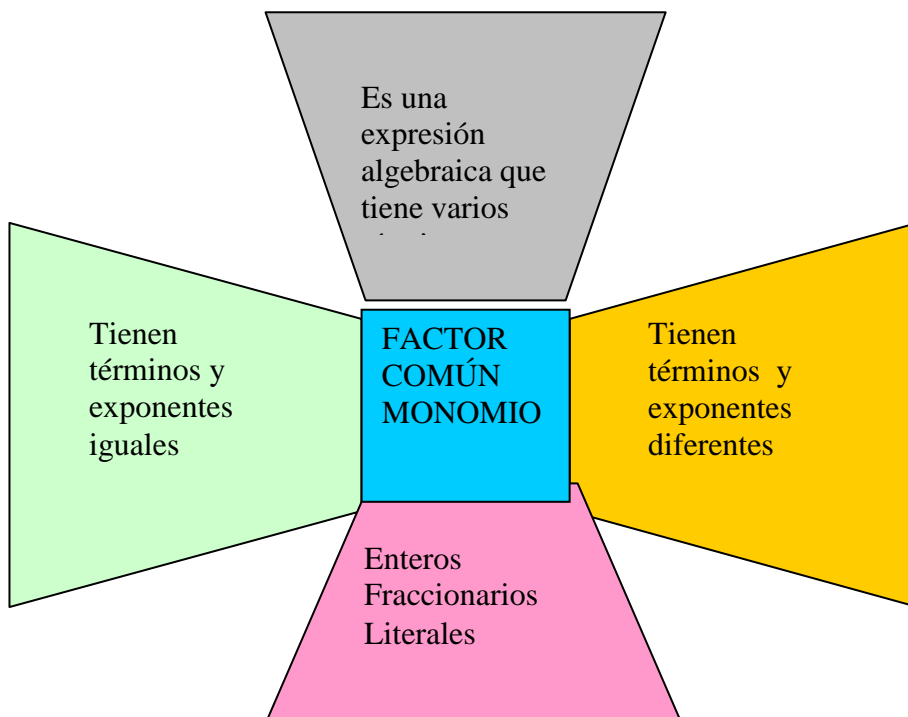 Es una
expresión
algebraica que
tiene varios
Tienen
términos y
exponentes
iguales
FACTOR
COMÚN
MONOMIO
Tienen
términos y
exponentes
diferentes
Enteros
Fraccionarios
Literales